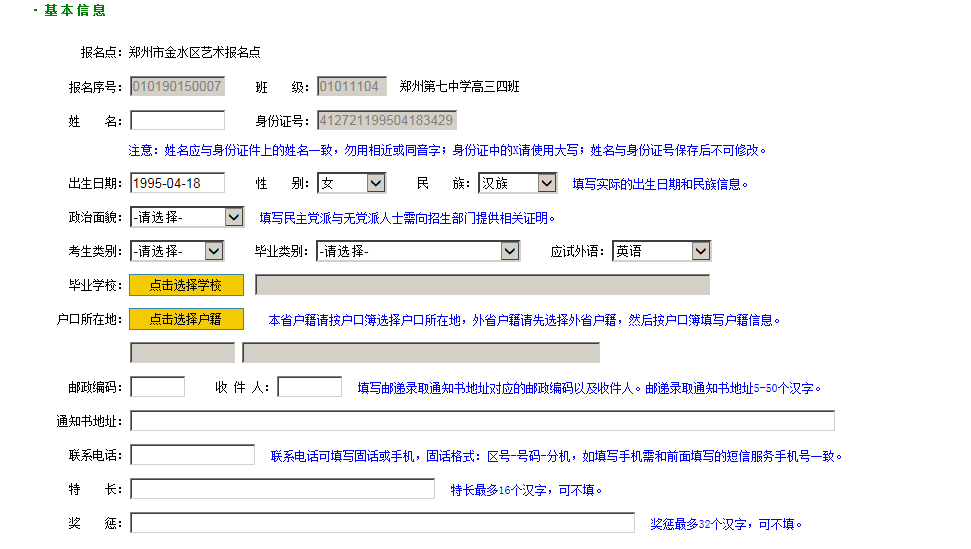 · 基本信息
报名点: 郑州市金水区艺术报名点
报名序号: 010190150007 班 级: 01011104 郑州第七中学高三四班
姓 名: 身份证号: 412721199504183429
注意: 姓名应与身份证件上的姓名一致，勿用相近或同音字；身份证中的X请使用大写；姓名与身份证号保存后不可修改。
出生日期: 1995-04-18 性 别: 女 民 族: 汉族 填写实际的出生日期和民族信息。
政治面貌: -请选择- 填写民主党派与无党派人士需向招生部门提供相关证明。
考生类别: -请选择- 毕业类别: -请选择- 应试外语: 英语
毕业学校: 点击选择学校
户口所在地: 点击选择户籍 本省户籍请按户口簿选择户口所在地，外省户籍请先选择外省户籍，然后按户口簿填写户籍信息。
邮政编码: 收 件 人: 填写邮递录取通知书地址对应的邮政编码以及收件人。邮递录取通知书地址5-50个汉字。
通知书地址:
联系电话: 联系电话可填写固话或手机，固话格式: 区号-号码-分机，如填写手机需和前面填写的短信服务手机号一致。
特 长: 特长最多16个汉字，可不填。
奖 惩: 奖惩最多32个汉字，可不填。